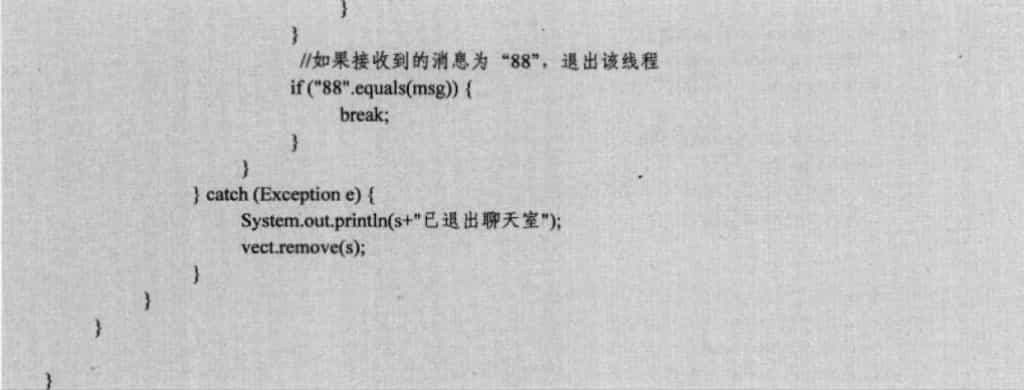 }
}
//如果接收到的消息为 “88”，退出该线程
if ("88".equals(msg)) {
break;
}
}
} catch (Exception e) {
System.out.println(s+"已退出聊天室");
vect.remove(s);
}
}
}
}